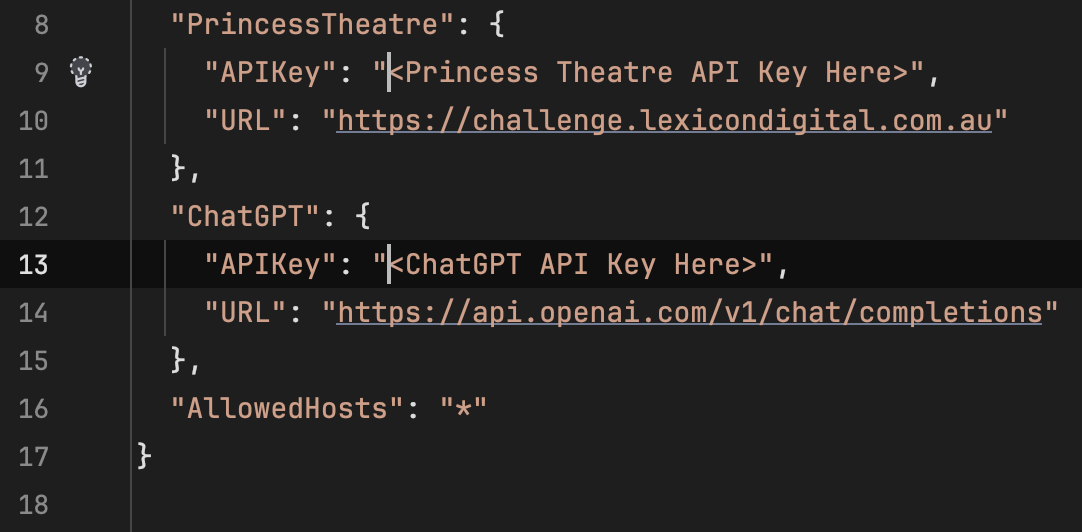 8 "PrincessTheatre": {
9 "APIKey": "<Princess Theatre API Key Here>",
10 "URL": "https://challenge.lexicondigital.com.au"
11 },
12 "ChatGPT": {
13 "APIKey": "<ChatGPT API Key Here>",
14 "URL": "https://api.openai.com/v1/chat/completions"
15 },
16 "AllowedHosts": "*"
17 }
18